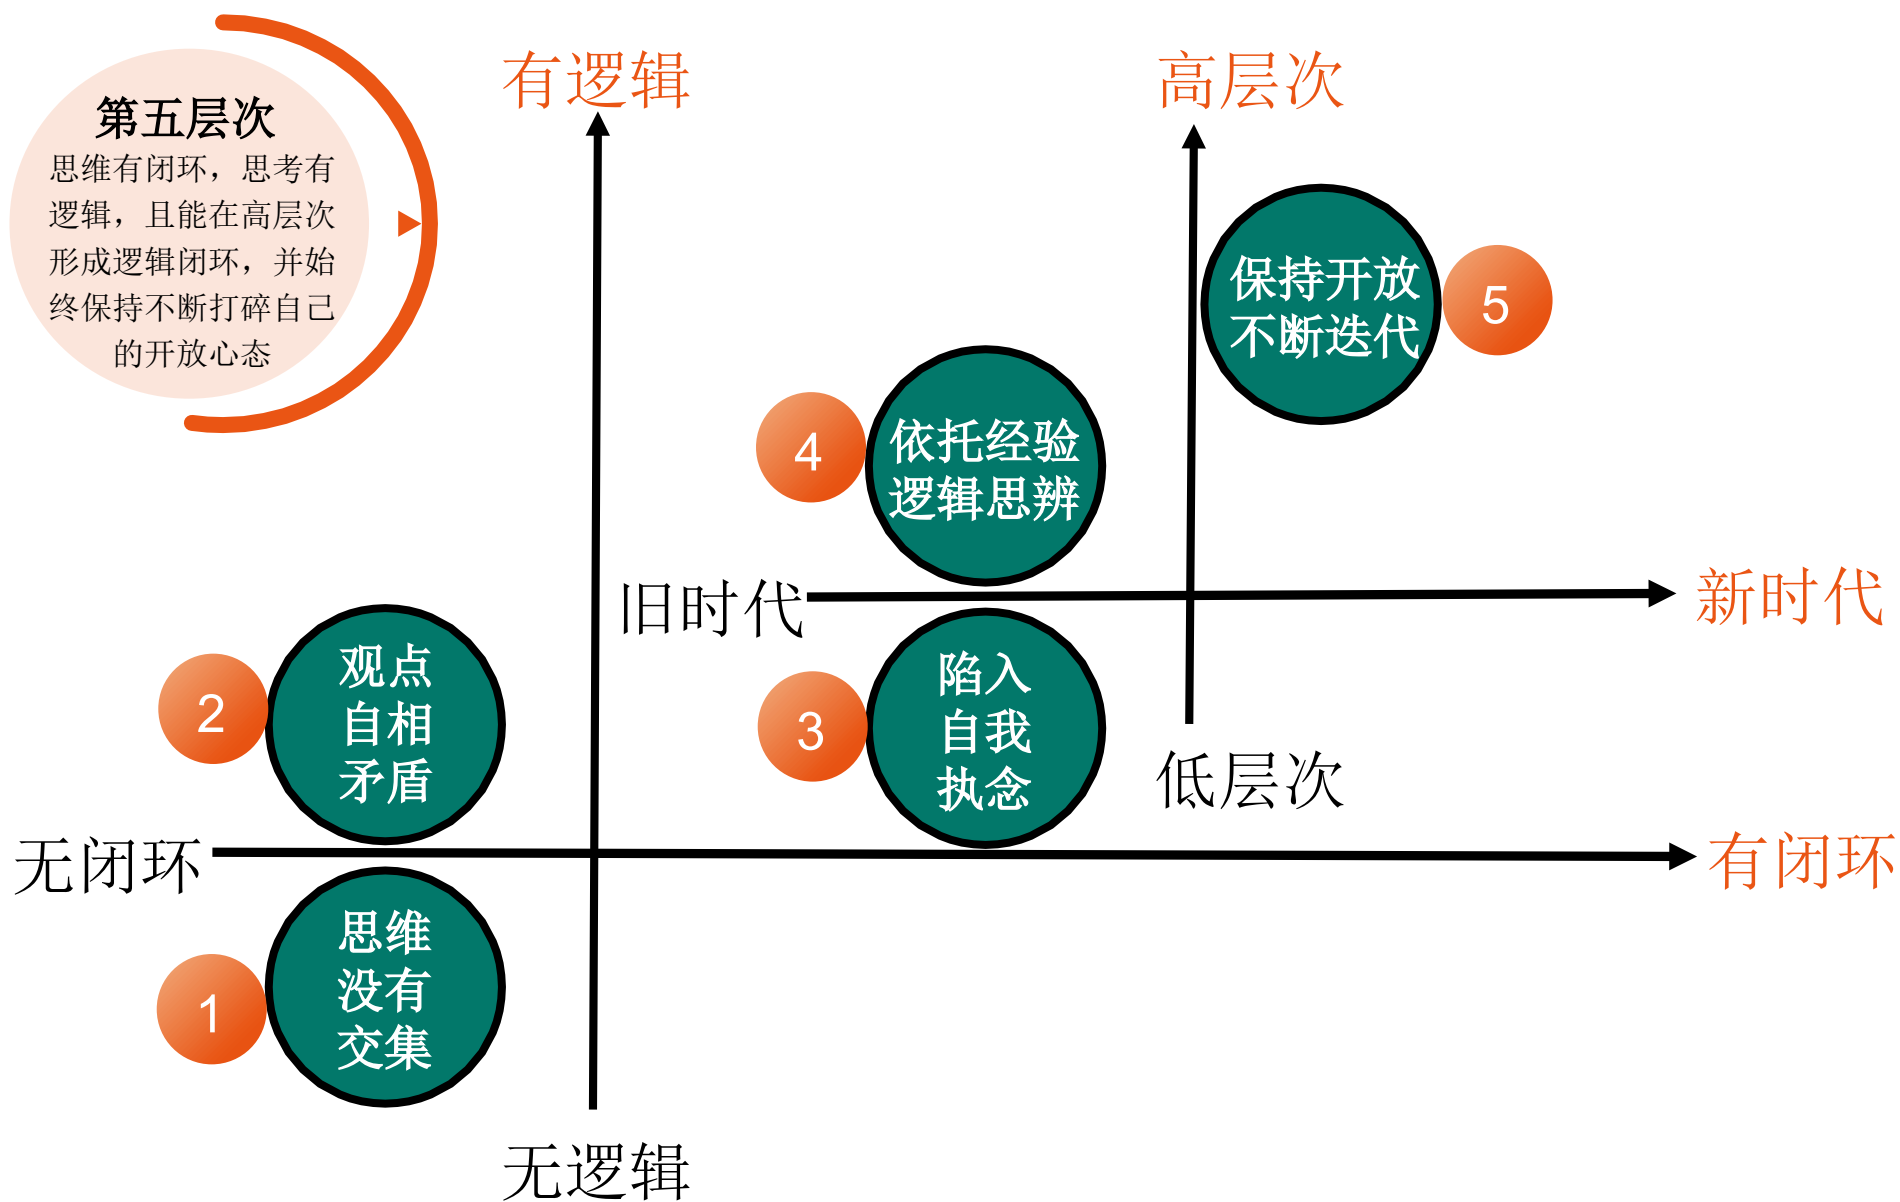 第五层次
思维有闭环，思考有
逻辑，且能在高层次
形成逻辑闭环，并始
终保持不断打碎自己
的开放心态
有逻辑
高层次
保持开放
不断迭代
5
4
依托经验
逻辑思辨
旧时代
新时代
2
观点
自相
矛盾
3
陷入
自我
执念
低层次
无闭环
有闭环
1
思维
没有
交集
无逻辑